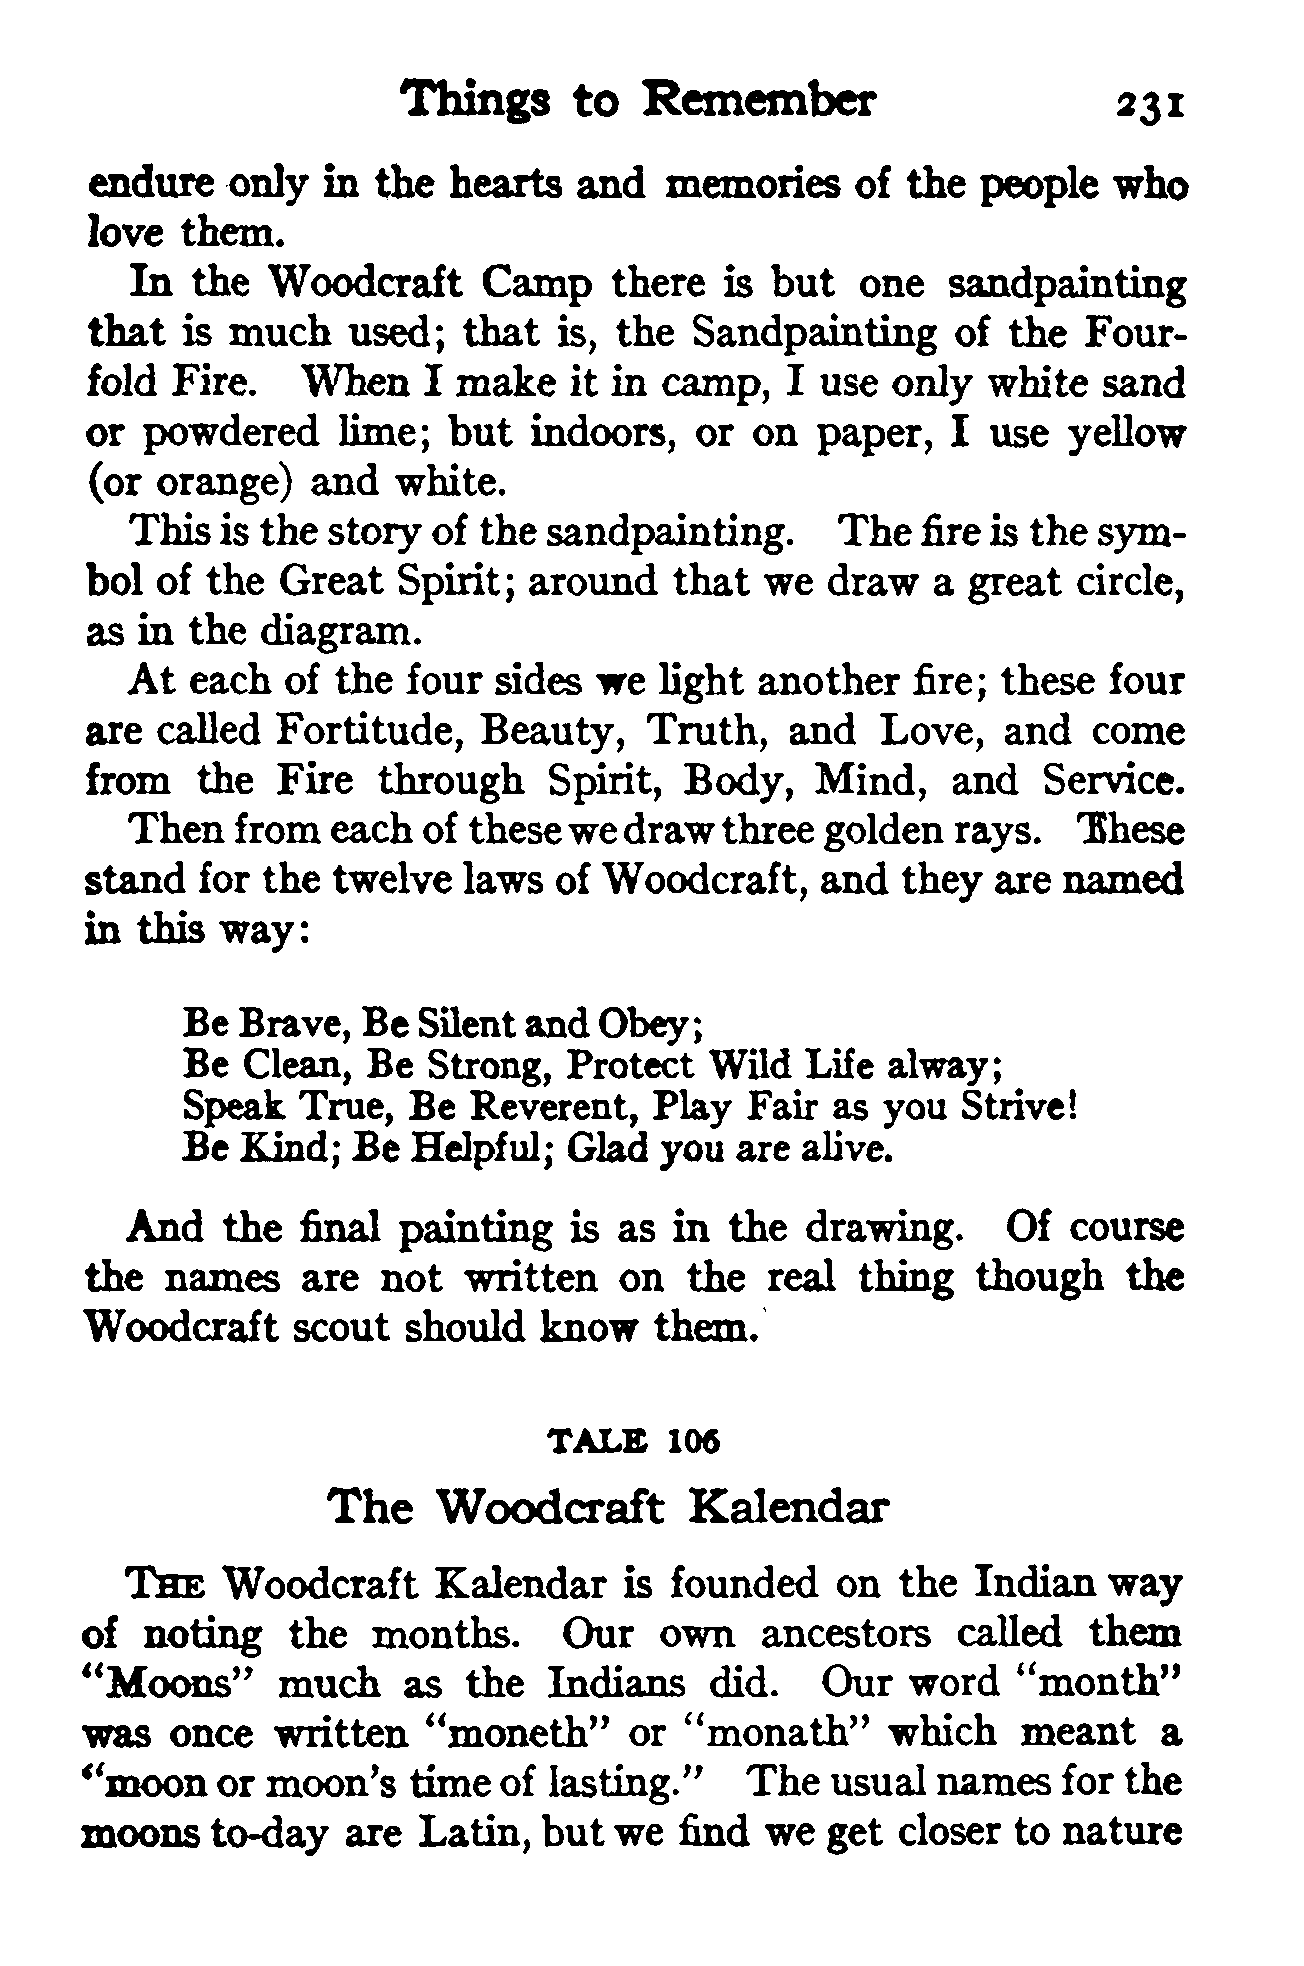 Things to Remember 231
endure only in the hearts and memories of the people who
love them.
In the Woodcraft Camp there is but one sandpainting
that is much used; that is, the Sandpainting of the Four-
fold Fire. When I make it in camp, I use only white sand
or powdered lime; but indoors, or on paper, I use yellow
(or orange) and white.
This is the story of the sandpainting. The fire is the sym-
bol of the Great Spirit; around that we draw a great circle,
as in the diagram.
At each of the four sides we light another fire; these four
are called Fortitude, Beauty, Truth, and Love, and come
from the Fire through Spirit, Body, Mind, and Service.
Then from each of these we draw three golden rays. These
stand for the twelve laws of Woodcraft, and they are named
in this way:
Be Brave, Be Silent and Obey;
Be Clean, Be Strong, Protect Wild Life alway;
Speak True, Be Reverent, Play Fair as you Strive!
Be Kind; Be Helpful; Glad you are alive.
And the final painting is as in the drawing. Of course
the names are not written on the real thing though the
Woodcraft scout should know them.
TALE 106
The Woodcraft Kalendar
THE Woodcraft Kalendar is founded on the Indian way
of noting the months. Our own ancestors called them
“Moons” much as the Indians did. Our word “month”
was once written “moneth” or “monath” which meant a
“moon or moon’s time of lasting.” The usual names for the
moons to-day are Latin, but we find we get closer to nature